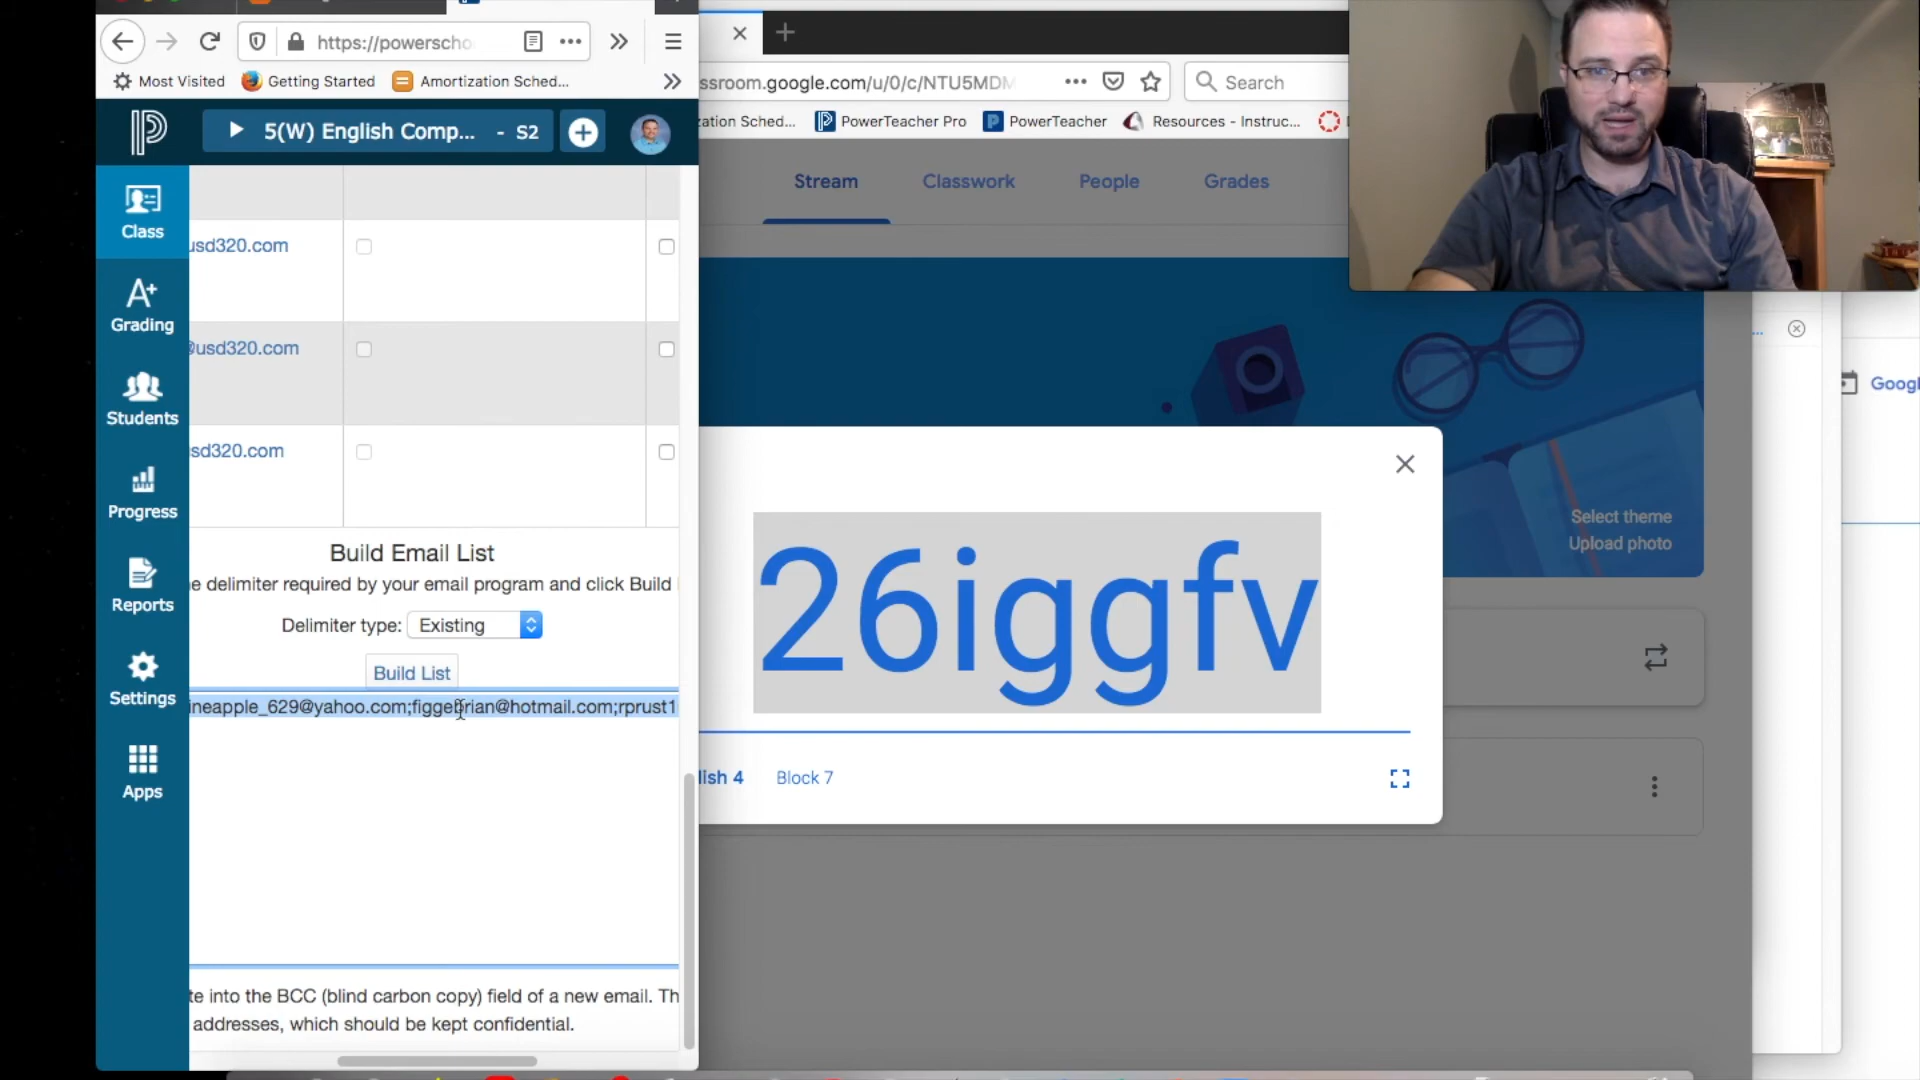 https://powerscho
Most Visited
Getting Started
Amortization Sched...
5(W) English Comp...
- S2
Class
Grading
Students
Progress
Reports
Settings
Apps
usd320.com
@usd320.com
sd320.com
Build Email List
e delimiter required by your email program and click Build
Delimiter type: Existing
Build List
ineapple_629@yahoo.com;figgebrian@hotmail.com;rprust1
te into the BCC (blind carbon copy) field of a new email. Th
addresses, which should be kept confidential.
ssroom.google.com/u/0/c/NTU5MDM
Search
zation Sched...
PowerTeacher Pro
PowerTeacher
Resources - Instruc...
Stream
Classwork
People
Grades
Select theme
Upload photo
26iggfv
lish 4
Block 7
Googl